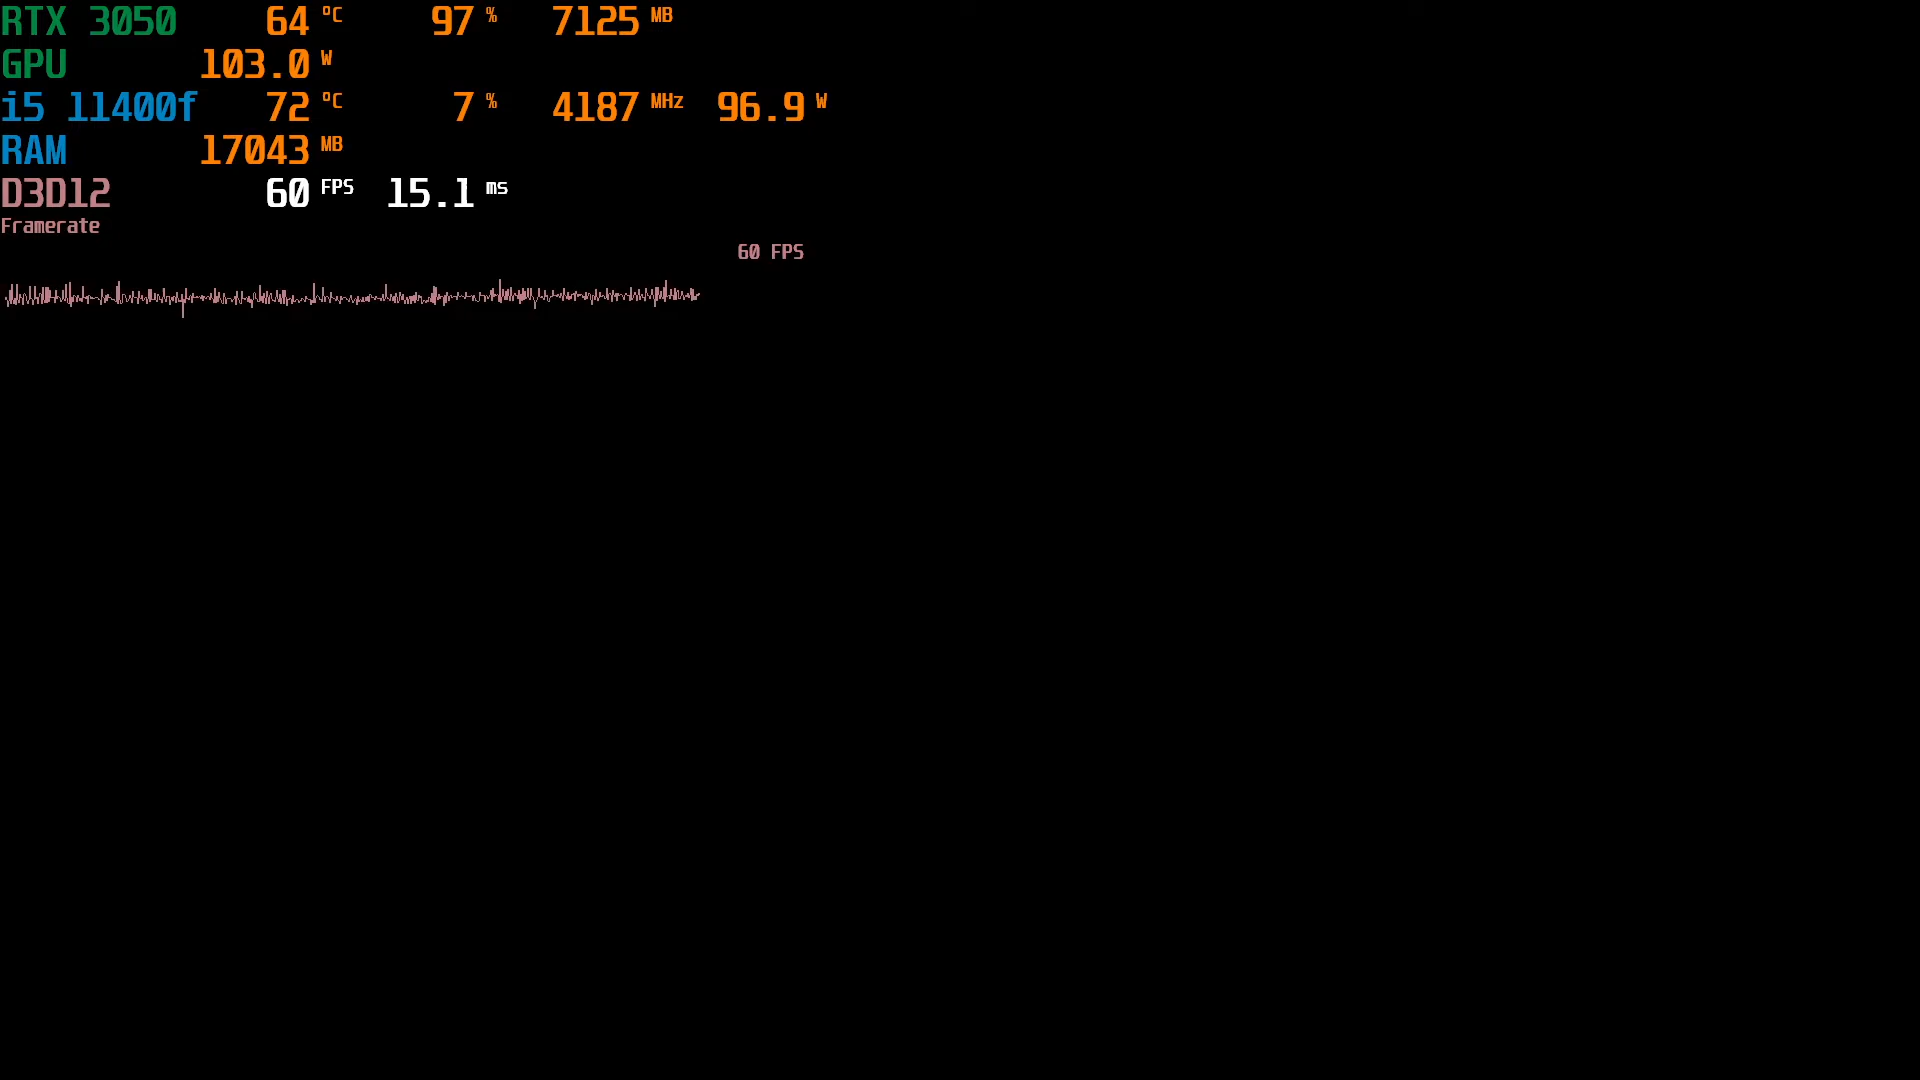 RTX 3050 64 °C 97 % 7125 MB
GPU 103.0 W
i5 11400f 72 °C 7 % 4187 MHz 96.9 W
RAM 17043 MB
D3D12 60 FPS 15.1 ms
Framerate
60 FPS